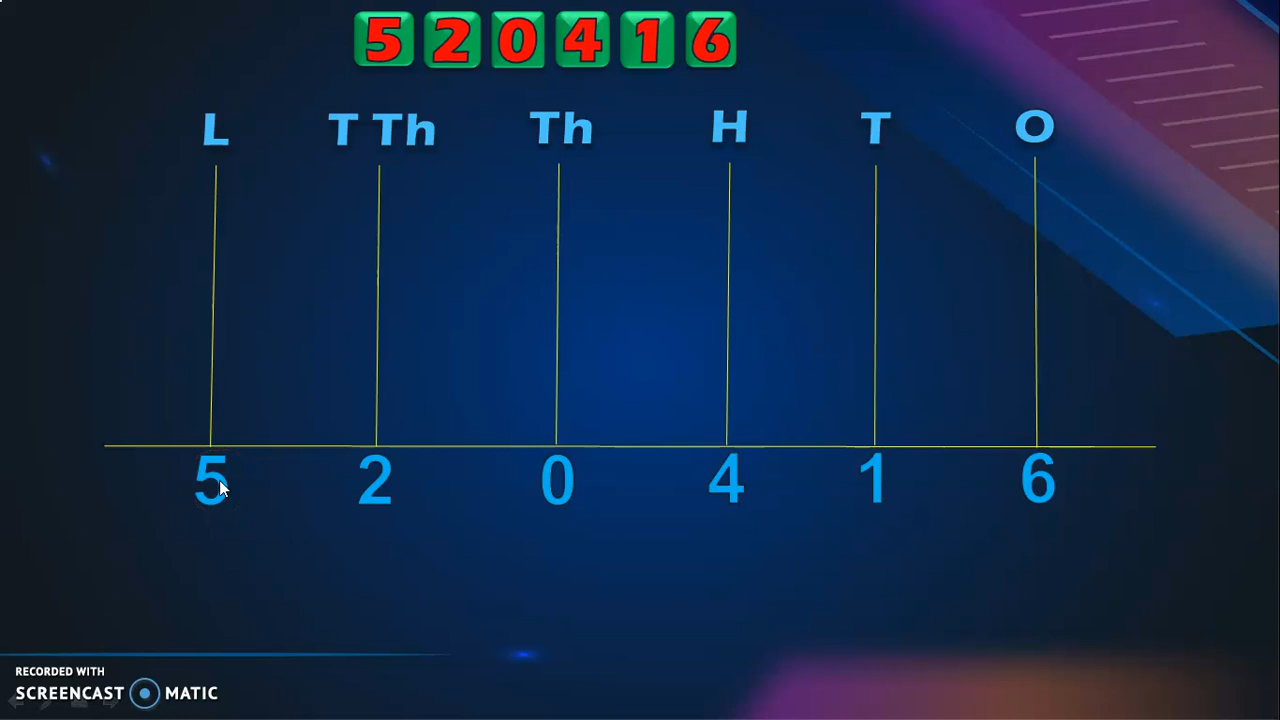 5 2 0 4 1 6
L T Th Th H T O
5 2 0 4 1 6
RECORDED WITH
SCREENCAST MATIC